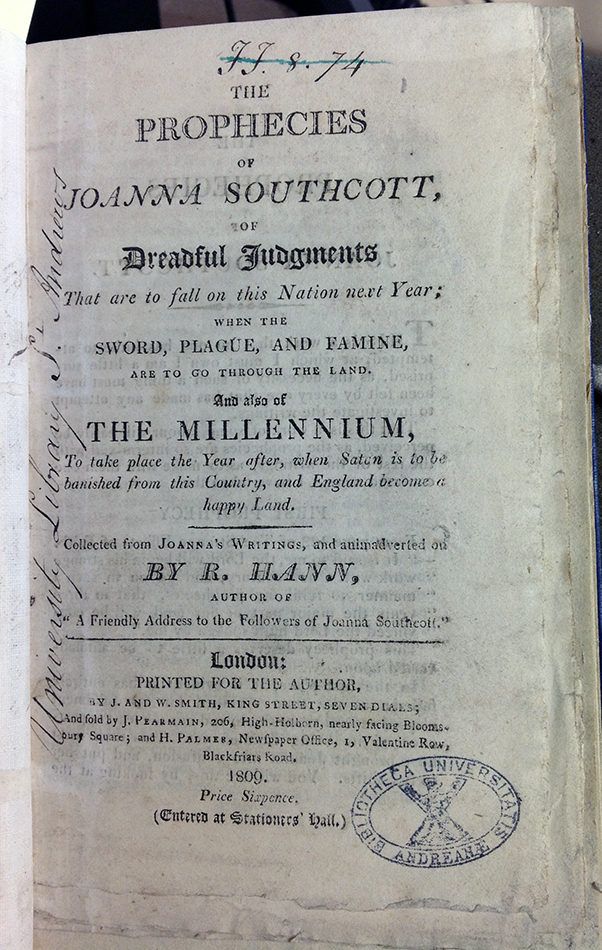 JJ. 8. 74
THE
PROPHECIES
OF
JOANNA SOUTHCOTT,
OF
Dreadful Judgments
That are to fall on this Nation next Year;
WHEN THE
SWORD, PLAGUE, AND FAMINE,
ARE TO GO THROUGH THE LAND.
And also of
THE MILLENNIUM,
To take place the Year after, when Satan is to be
banished from this Country, and England become a
happy Land.
Collected from JOANNA'S WRITINGS, and animadverted on
BY R. HANN,
AUTHOR OF
"A Friendly Address to the Followers of Joanna Southcott."
London:
PRINTED FOR THE AUTHOR,
BY J. AND W. SMITH, KING STREET, SEVEN DIALS;
And sold by J. PEARMAIN, 206, High-Holborn, nearly facing Blooms-
bury Square; and H. PALMER, Newspaper Office, 1, Valentine Row,
Blackfriars Road.
1809.
Price Sixpence.
(Entered at Stationers' Hall.)
University Library St. Andrews
BIBLIOTHECA UNIVERSITATIS
ANDREANÆ